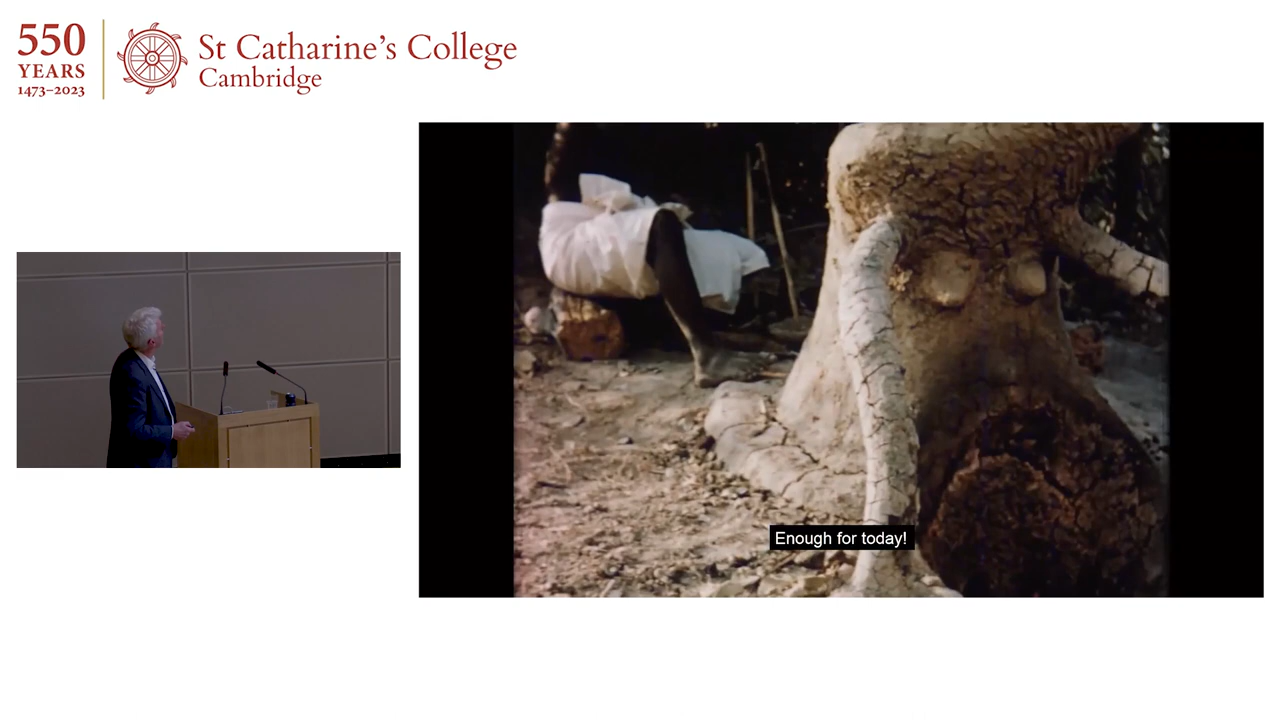 550
YEARS
1473–2023
St Catharine's College
Cambridge
Enough for today!